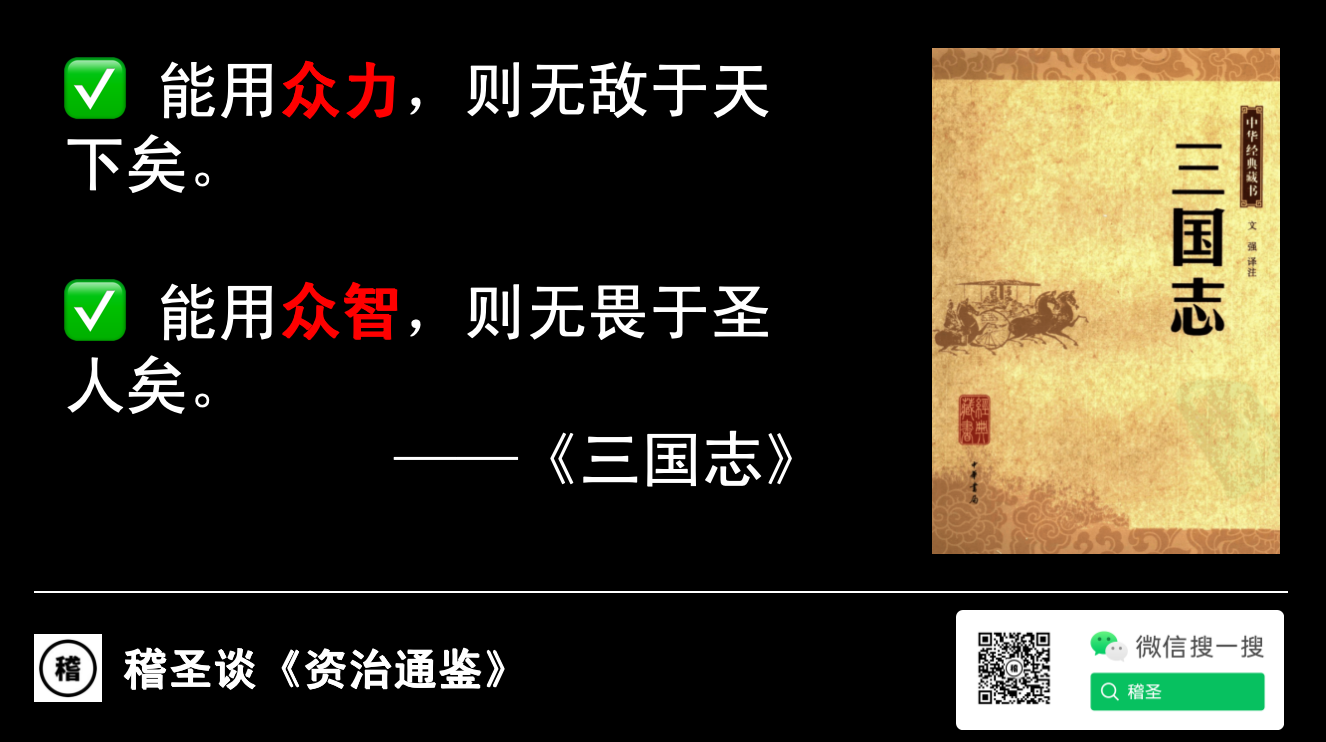 ✅ 能用众力，则无敌于天
下矣。
✅ 能用众智，则无畏于圣
人矣。
——《三国志》
中华经典藏书
三国志
文 强 译注
经典
藏书
中华书局
稽
稽圣谈《资治通鉴》
微信搜一搜
稽圣